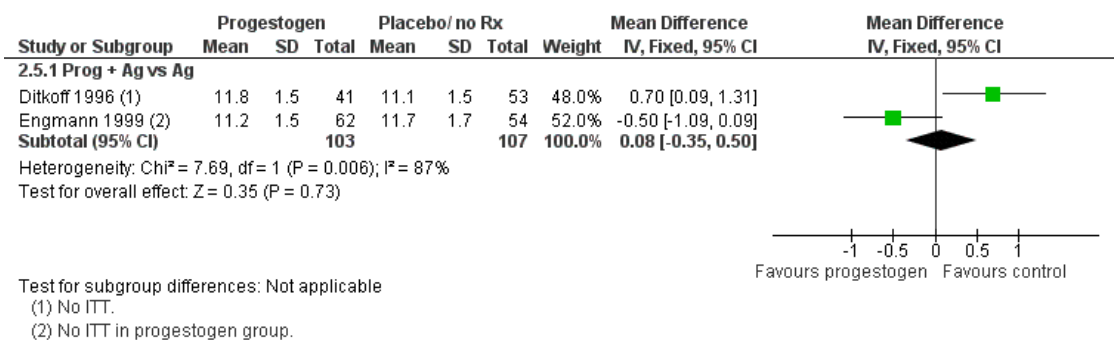 Progestogen Placebo/ no Rx Mean Difference Mean Difference
Study or Subgroup Mean SD Total Mean SD Total Weight IV, Fixed, 95% CI IV, Fixed, 95% CI
2.5.1 Prog + Ag vs Ag
Ditkoff 1996 (1) 11.8 1.5 41 11.1 1.5 53 48.0% 0.70 [0.09, 1.31]
Engmann 1999 (2) 11.2 1.5 62 11.7 1.7 54 52.0% -0.50 [-1.09, 0.09]
Subtotal (95% CI) 103 107 100.0% 0.08 [-0.35, 0.50]
Heterogeneity: Chi² = 7.69, df = 1 (P = 0.006); I² = 87%
Test for overall effect: Z = 0.35 (P = 0.73)
-1 -0.5 0 0.5 1
Favours progestogen Favours control
Test for subgroup differences: Not applicable
(1) No ITT.
(2) No ITT in progestogen group.